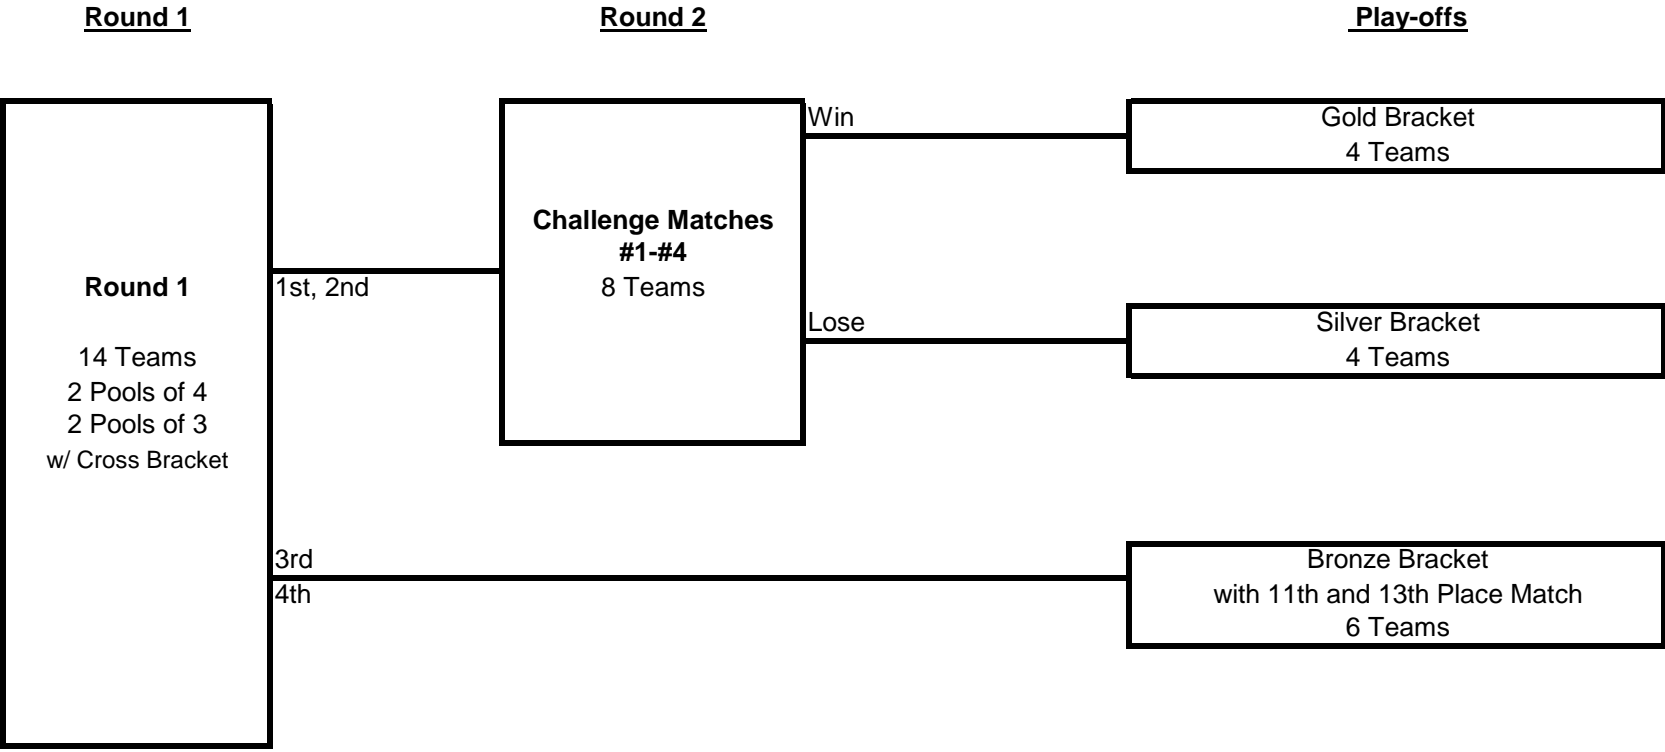 Round 1
Round 2
Play-offs
Round 1
14 Teams
2 Pools of 4
2 Pools of 3
w/ Cross Bracket
1st, 2nd
3rd
4th
Challenge Matches
#1-#4
8 Teams
Win
Lose
Gold Bracket
4 Teams
Silver Bracket
4 Teams
Bronze Bracket
with 11th and 13th Place Match
6 Teams